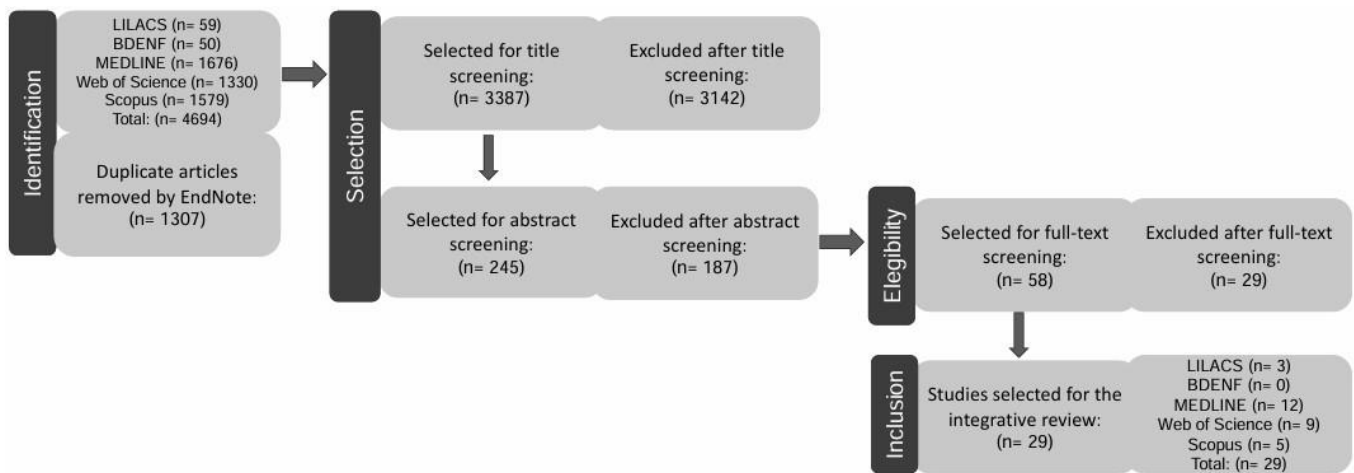 Identification
LILACS (n= 59)
BDENF (n= 50)
MEDLINE (n= 1676)
Web of Science (n= 1330)
Scopus (n= 1579)
Total: (n= 4694)
Duplicate articles
removed by EndNote:
(n= 1307)
Selection
Selected for title
screening:
(n= 3387)
Excluded after title
screening:
(n= 3142)
Selected for abstract
screening:
(n= 245)
Excluded after abstract
screening:
(n= 187)
Elegibility
Selected for full-text
screening:
(n= 58)
Excluded after full-text
screening:
(n= 29)
Inclusion
Studies selected for the
integrative review:
(n= 29)
LILACS (n= 3)
BDENF (n= 0)
MEDLINE (n= 12)
Web of Science (n= 9)
Scopus (n= 5)
Total: (n= 29)